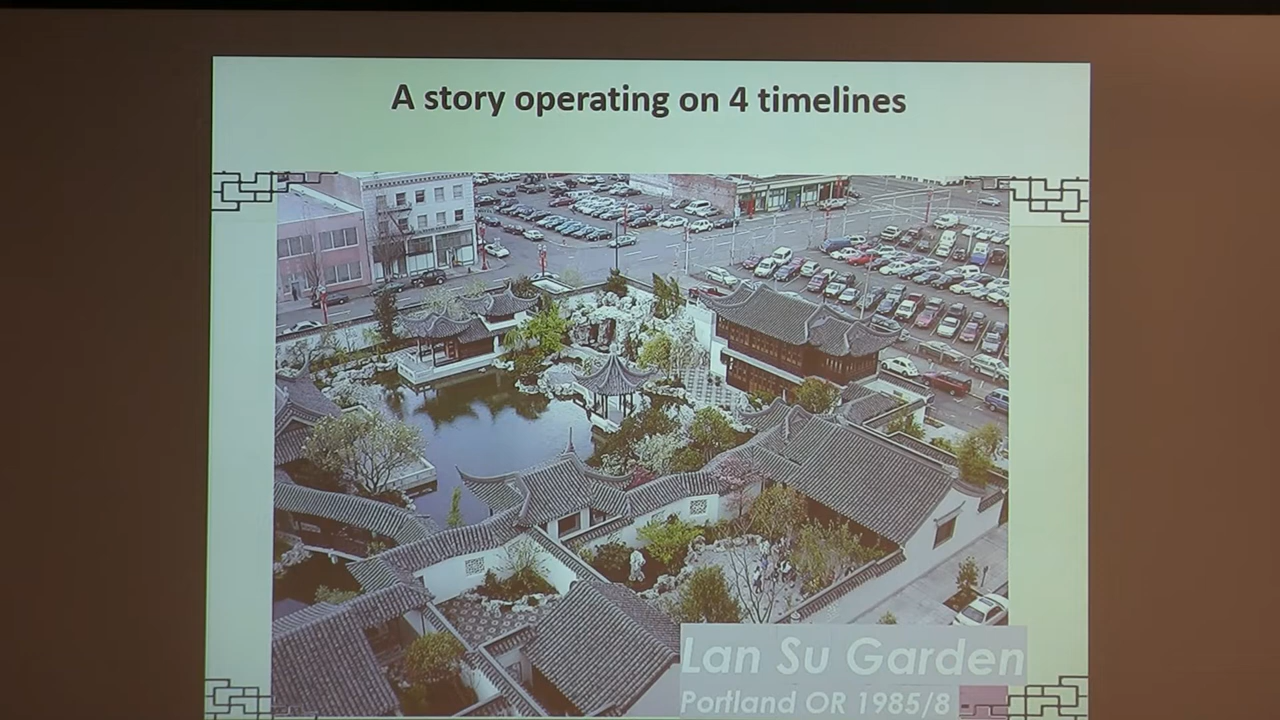 A story operating on 4 timelines
Lan Su Garden
Portland OR 1985/8